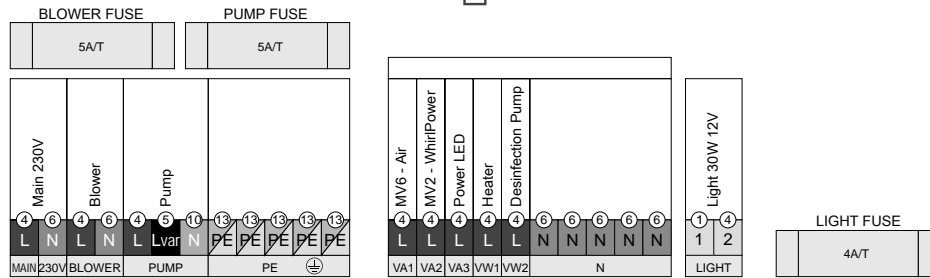 BLOWER FUSE PUMP FUSE
5A/T 5A/T
Main 230V
Blower
Pump
MV6 - Air
MV2 - WhirlPower
Power LED
Heater
Desinfection Pump
Light 30W 12V
4 6 4 6 4 5 10 13 13 13 13 13 4 4 4 4 4 6 6 6 6 6 1 4
L N L N L Lvar N PE PE PE PE PE L L L L L N N N N N 1 2
MAIN 230V BLOWER PUMP PE VA1 VA2 VA3 VW1 VW2 N LIGHT
LIGHT FUSE
4A/T